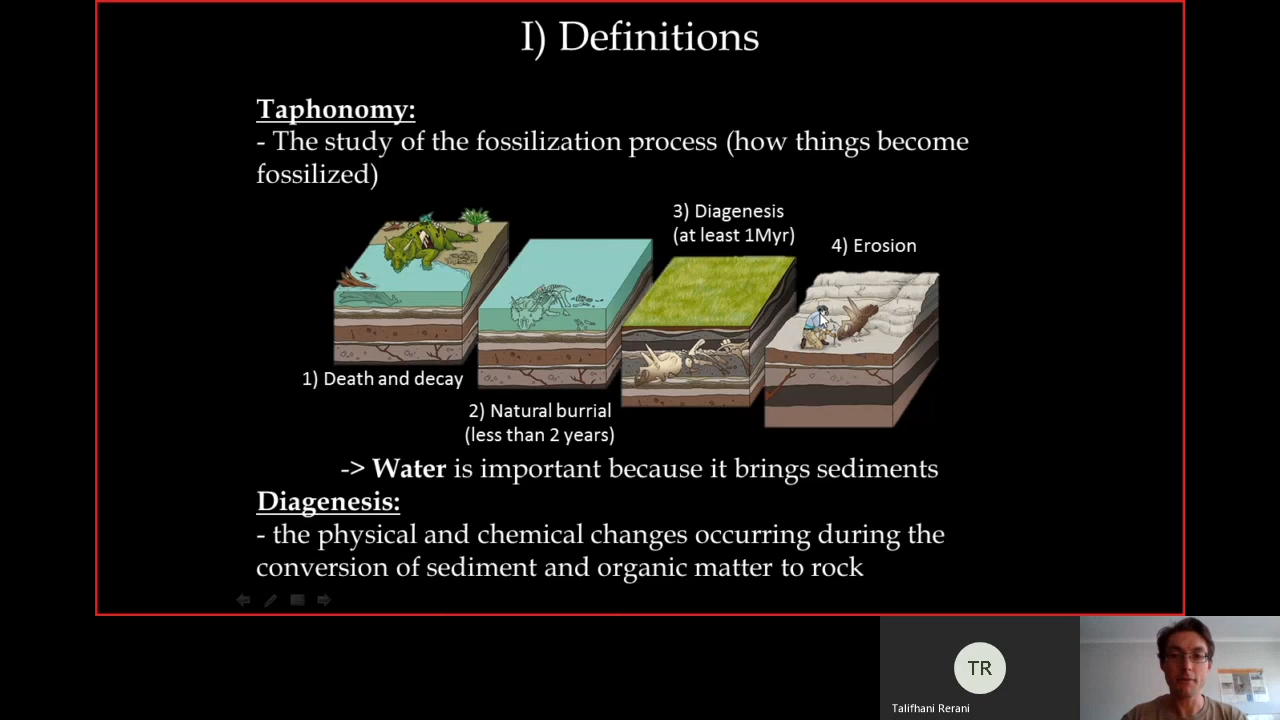 I) Definitions
Taphonomy:
- The study of the fossilization process (how things become
fossilized)
3) Diagenesis
(at least 1Myr)
4) Erosion
1) Death and decay
2) Natural burrial
(less than 2 years)
-> Water is important because it brings sediments
Diagenesis:
- the physical and chemical changes occurring during the
conversion of sediment and organic matter to rock
TR
Talifhani Rerani